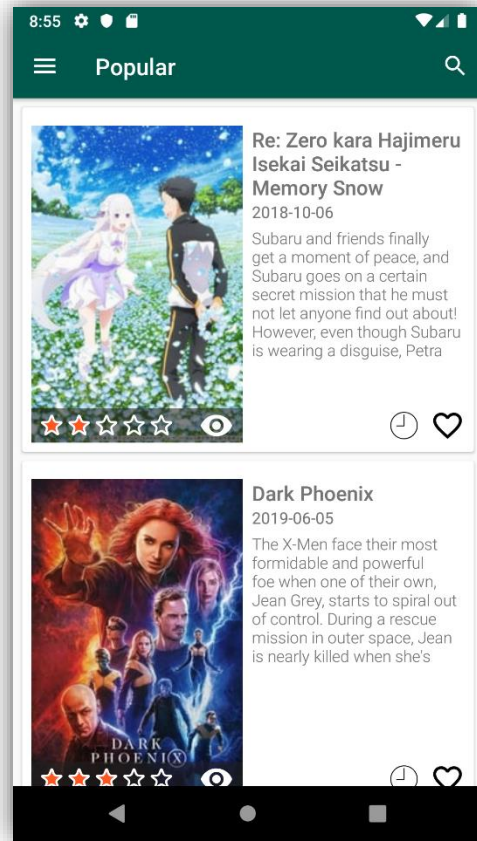 8:55
Popular
Re: Zero kara Hajimeru
Isekai Seikatsu -
Memory Snow
2018-10-06
Subaru and friends finally
get a moment of peace, and
Subaru goes on a certain
secret mission that he must
not let anyone find out about!
However, even though Subaru
is wearing a disguise, Petra
Dark Phoenix
2019-06-05
The X-Men face their most
formidable and powerful
foe when one of their own,
Jean Grey, starts to spiral out
of control. During a rescue
mission in outer space, Jean
is nearly killed when she's
DARK
PHOENIX